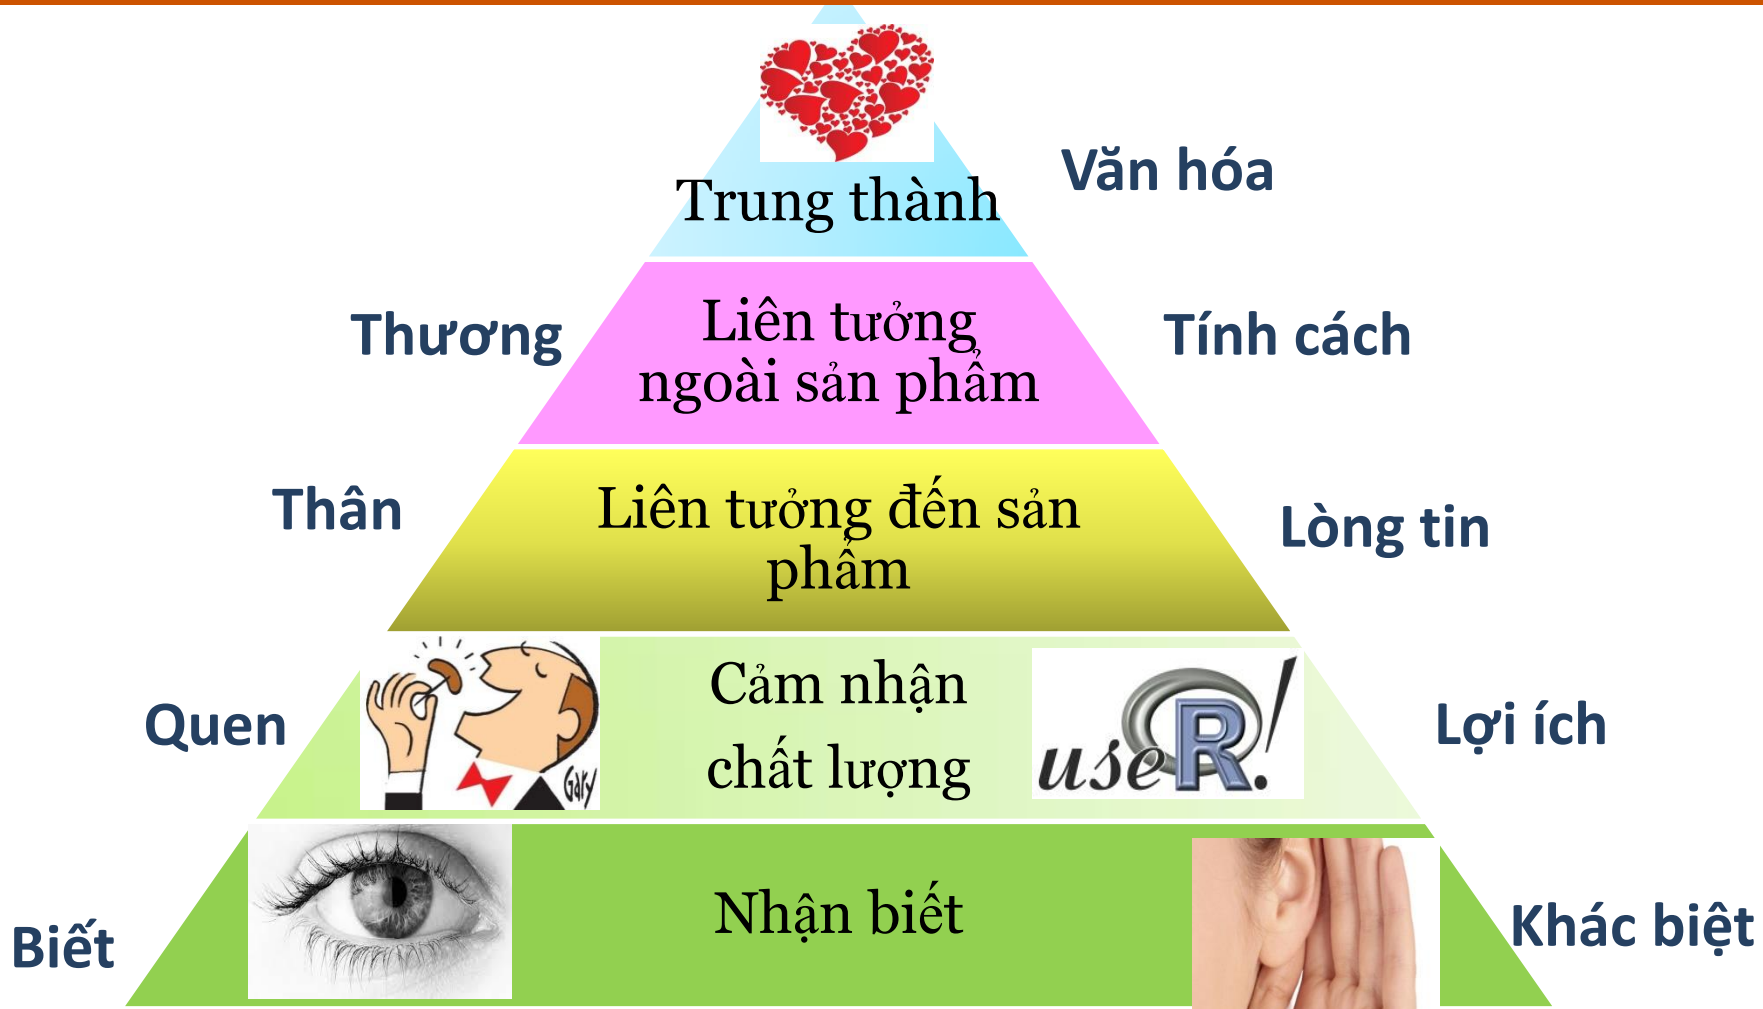 Trung thành
Văn hóa
Thương
Liên tưởng
ngoài sản phẩm
Tính cách
Thân
Liên tưởng đến sản
phẩm
Lòng tin
Quen
Gary
Cảm nhận
chất lượng
useR!
Lợi ích
Biết
Nhận biết
Khác biệt